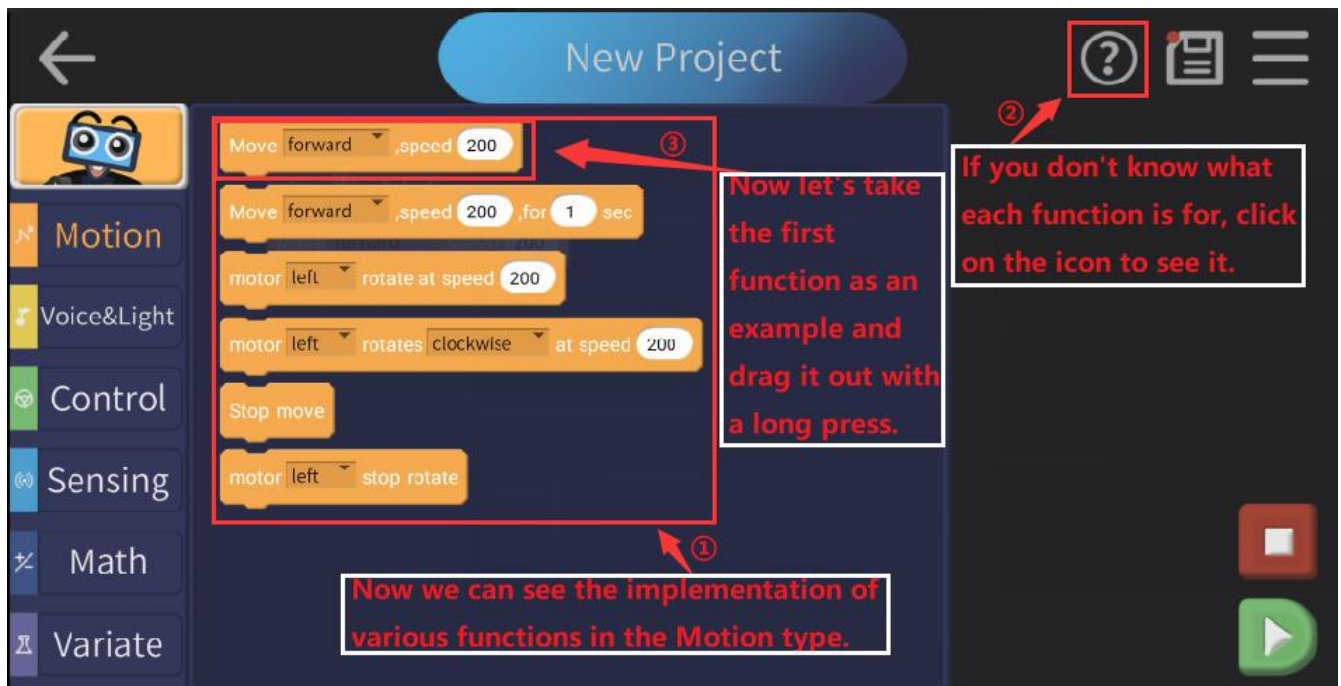 New Project
②
Move forward ,speed 200
③
Now let's take
the first
function as an
example and
drag it out with
a long press.
If you don't know what
each function is for, click
on the icon to see it.
Move forward ,speed 200 ,for 1 sec
motor left rotate at speed 200
motor left rotates clockwise at speed 200
Stop move
motor left stop rotate
Motion
Voice&Light
Control
Sensing
Math
Variate
①
Now we can see the implementation of
various functions in the Motion type.